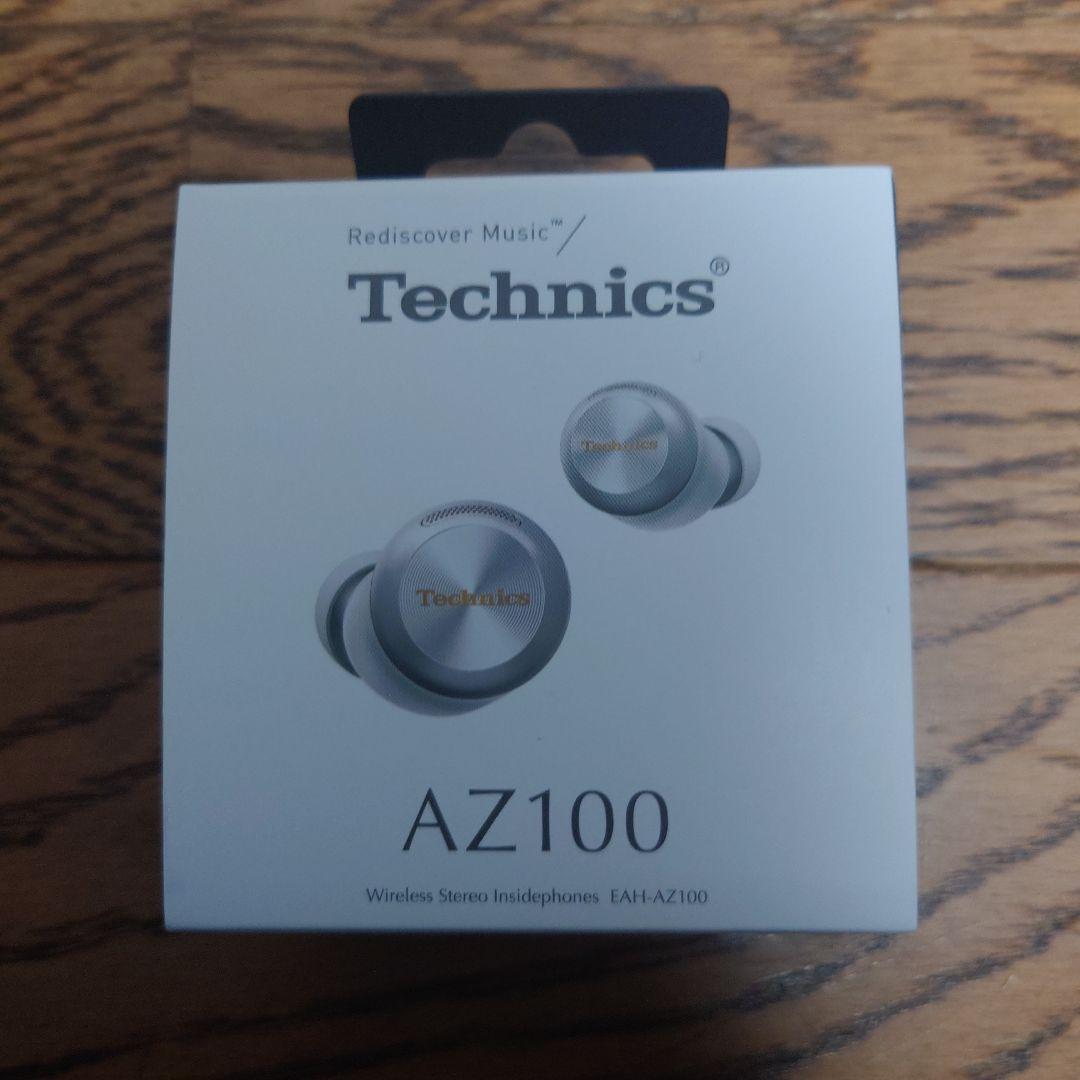 Rediscover Music™
Technics®
Technics
Technics
AZ100
Wireless Stereo Insidephones EAH-AZ100